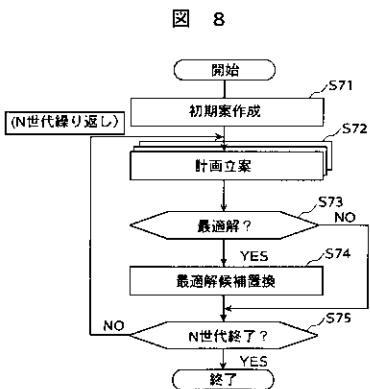 図 8
開始
S71
初期案作成
(N世代繰り返し)
S72
計画立案
S73
最適解?
NO
YES
S74
最適解候補置換
S75
NO
N世代終了?
YES
終了